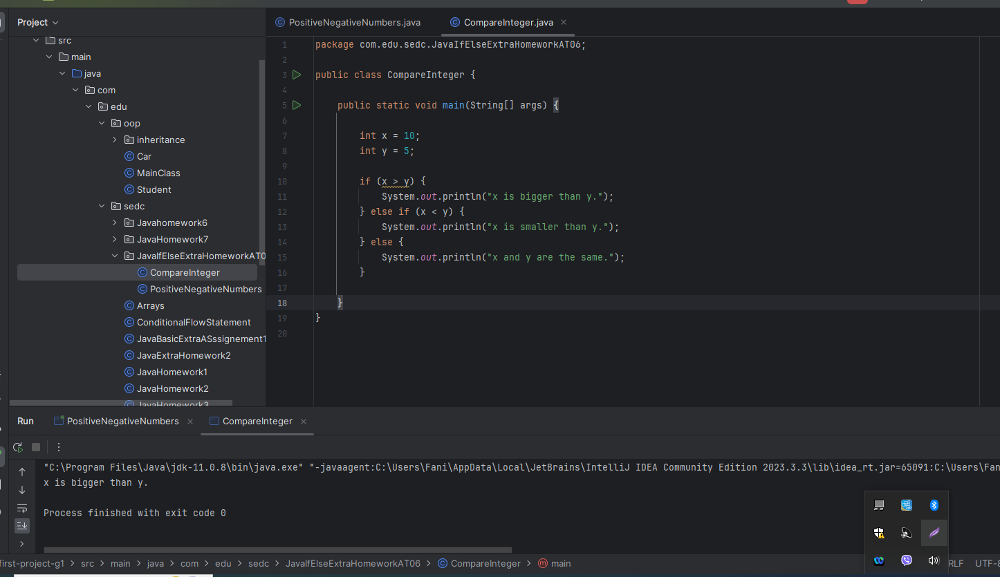 Project
src
main
java
com
edu
oop
inheritance
Car
MainClass
Student
sedc
Javahomework6
JavaHomework7
JavaIfElseExtraHomeworkAT0
CompareInteger
PositiveNegativeNumbers
Arrays
ConditionalFlowStatement
JavaBasicExtraASssignement1
JavaExtraHomework2
JavaHomework1
JavaHomework2
JavaHomework3
PositiveNegativeNumbers.java
CompareInteger.java
1 package com.edu.sedc.JavaIfElseExtraHomeworkAT06;
2
3 public class CompareInteger {
4
5 public static void main(String[] args) {
6
7 int x = 10;
8 int y = 5;
9
10 if (x > y) {
11 System.out.println("x is bigger than y.");
12 } else if (x < y) {
13 System.out.println("x is smaller than y.");
14 } else {
15 System.out.println("x and y are the same.");
16 }
17
18 }
19 }
20
Run PositiveNegativeNumbers CompareInteger
"C:\Program Files\Java\jdk-11.0.8\bin\java.exe" "-javaagent:C:\Users\Fani\AppData\Local\JetBrains\IntelliJ IDEA Community Edition 2023.3.3\lib\idea_rt.jar=65091:C:\Users\Fan
x is bigger than y.
Process finished with exit code 0
first-project-g1 > src > main > java > com > edu > sedc > JavaIfElseExtraHomeworkAT06 > CompareInteger > main RLF UTF-8